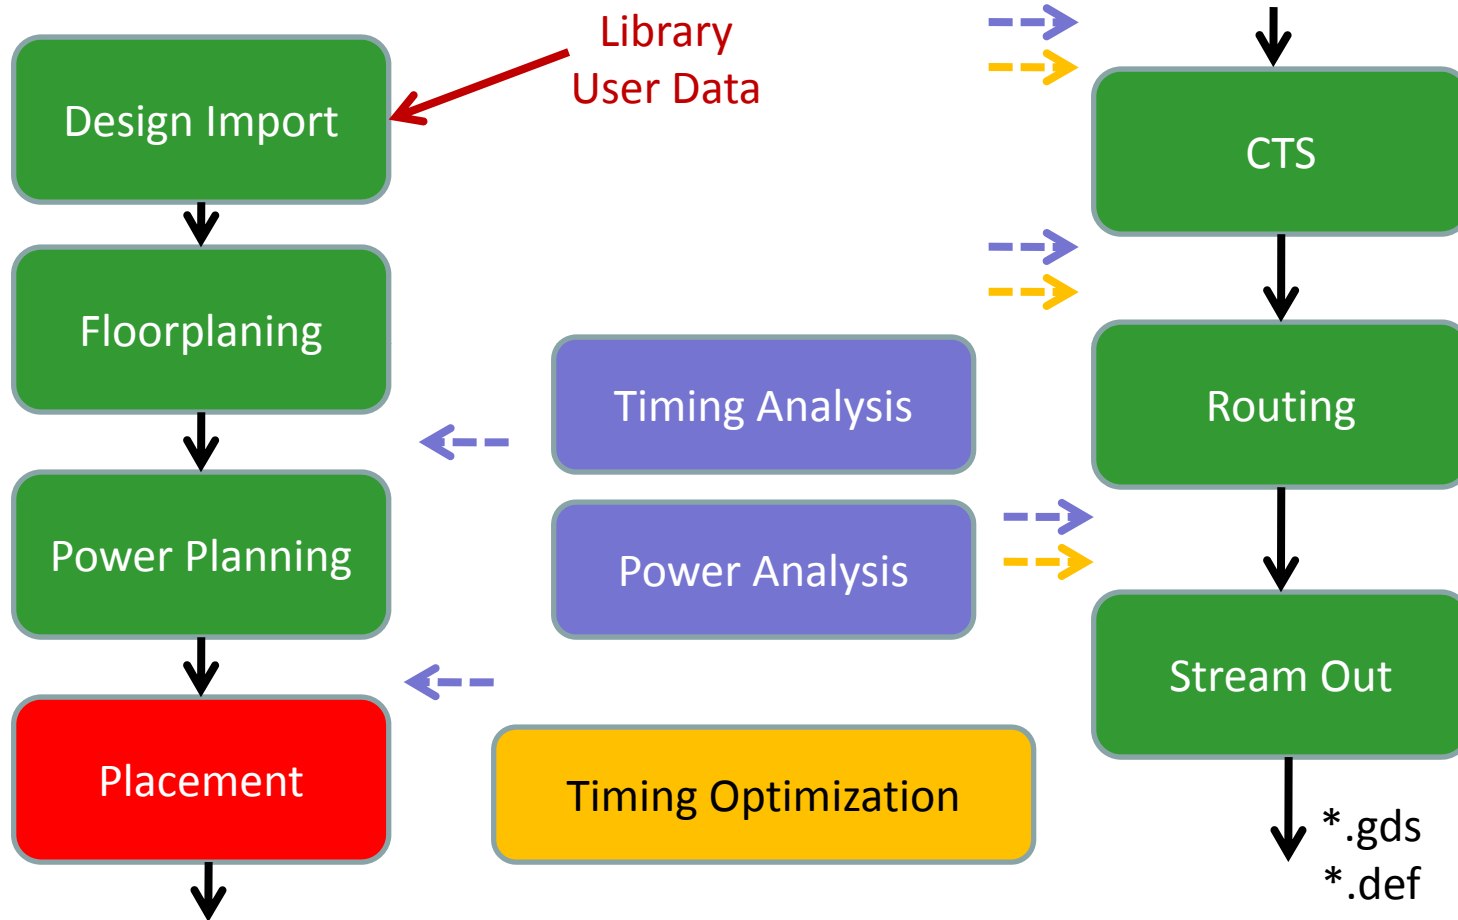 Design Import
Library
User Data
Floorplaning
Power Planning
Placement
Timing Analysis
Power Analysis
Timing Optimization
CTS
Routing
Stream Out
*.gds
*.def